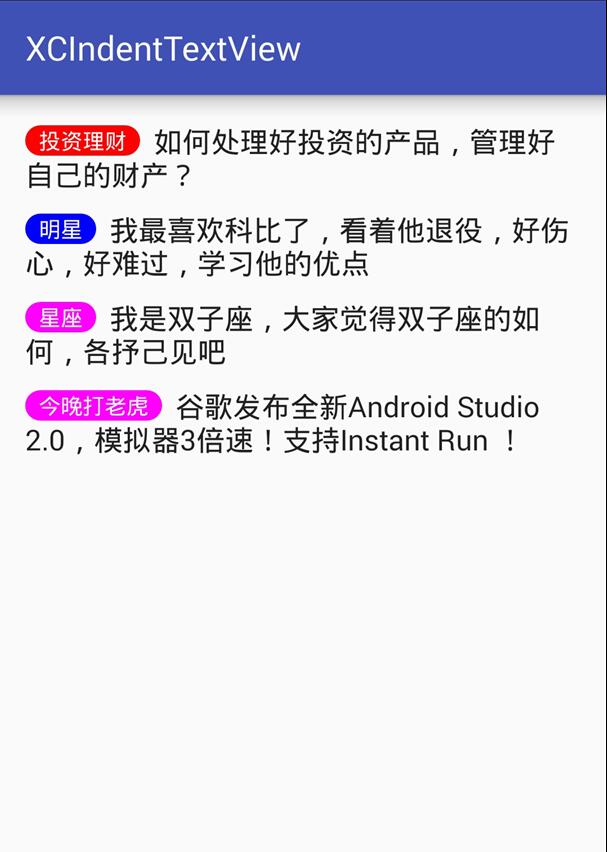 XCIndentTextView
投资理财 如何处理好投资的产品，管理好
自己的财产？
明星 我最喜欢科比了，看着他退役，好伤
心，好难过，学习他的优点
星座 我是双子座，大家觉得双子座的如
何，各抒己见吧
今晚打老虎 谷歌发布全新Android Studio
2.0，模拟器3倍速！支持Instant Run ！